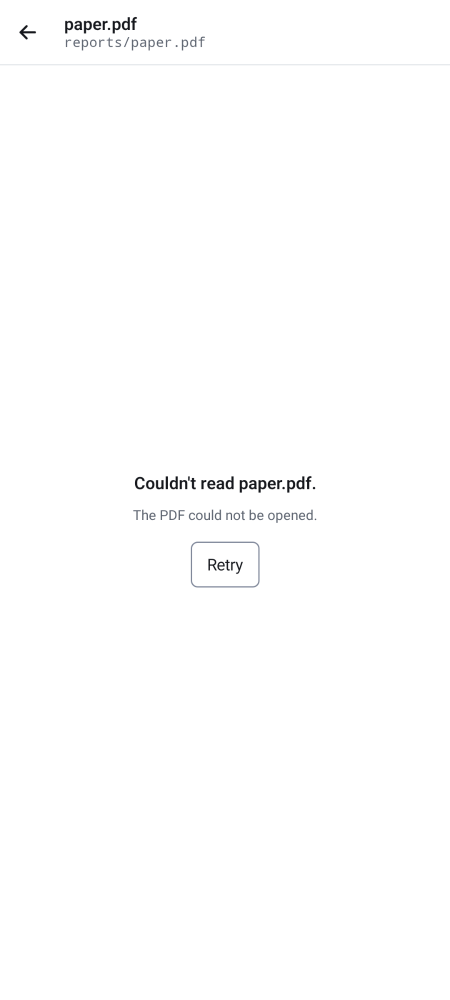 paper.pdf
reports/paper.pdf
Couldn't read paper.pdf.
The PDF could not be opened.
Retry